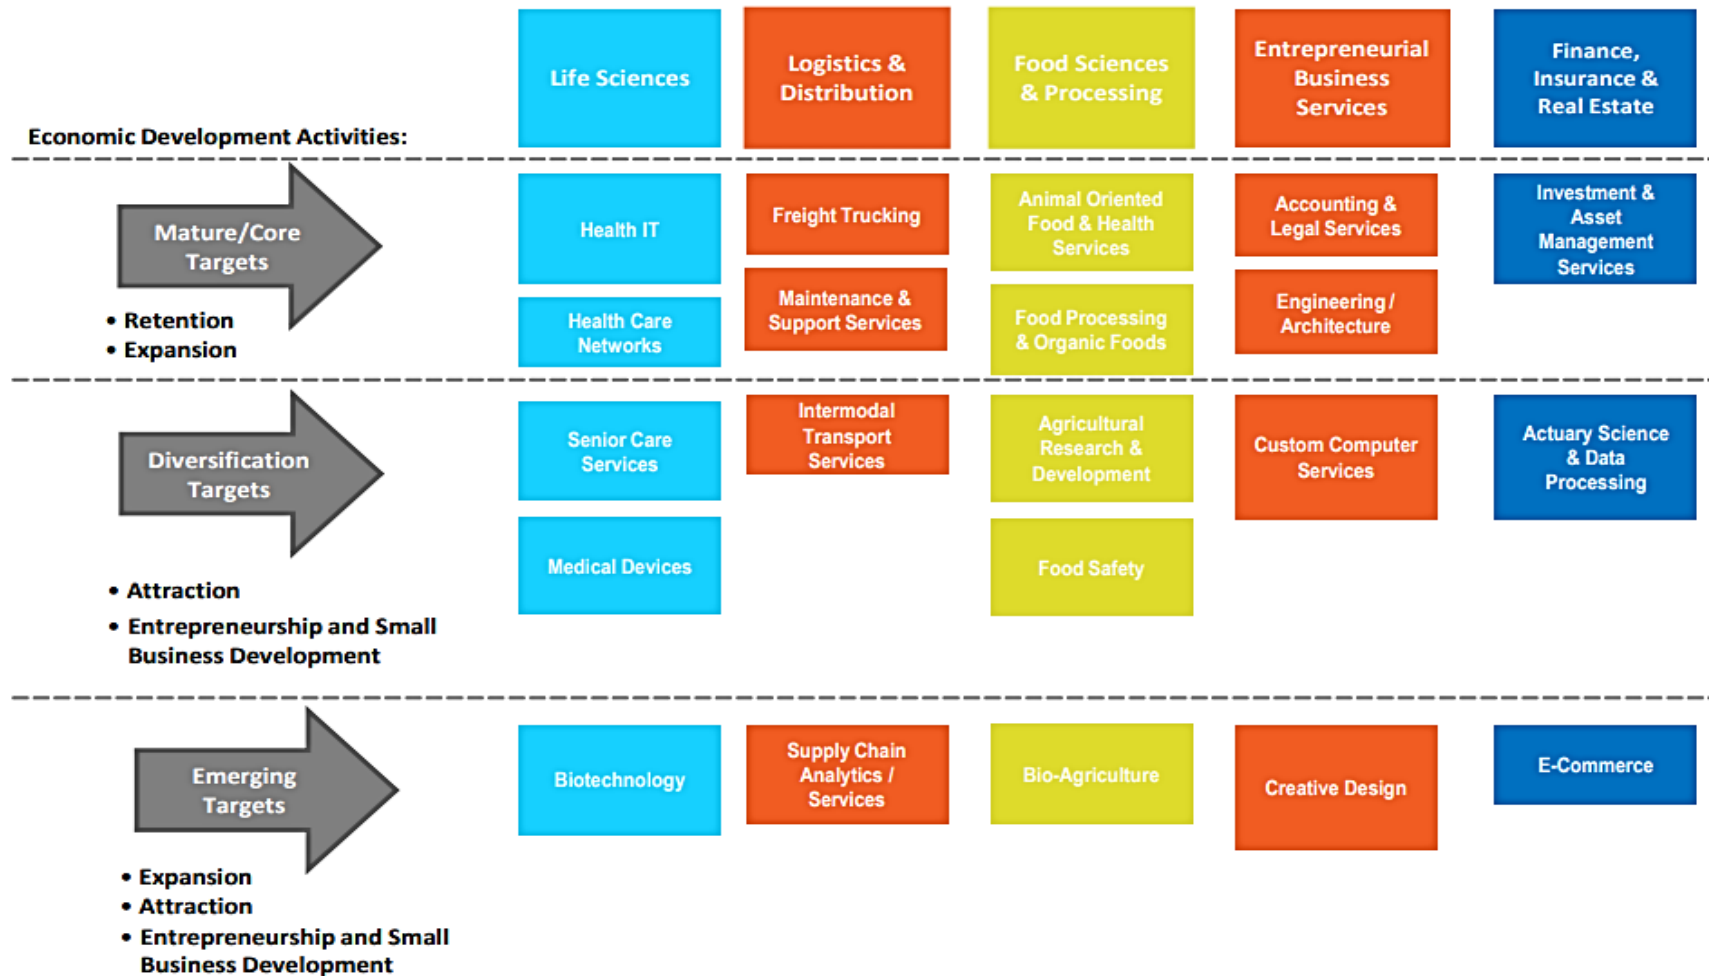 Life Sciences
Logistics &
Distribution
Food Sciences
& Processing
Entrepreneurial
Business
Services
Finance,
Insurance &
Real Estate
Economic Development Activities:
Mature/Core
Targets
• Retention
• Expansion
Health IT
Health Care
Networks
Freight Trucking
Maintenance &
Support Services
Animal Oriented
Food & Health
Services
Food Processing
& Organic Foods
Accounting &
Legal Services
Engineering /
Architecture
Investment &
Asset
Management
Services
Diversification
Targets
• Attraction
• Entrepreneurship and Small
Business Development
Senior Care
Services
Medical Devices
Intermodal
Transport
Services
Agricultural
Research &
Development
Food Safety
Custom Computer
Services
Actuary Science
& Data
Processing
Emerging
Targets
• Expansion
• Attraction
• Entrepreneurship and Small
Business Development
Biotechnology
Supply Chain
Analytics /
Services
Bio-Agriculture
Creative Design
E-Commerce